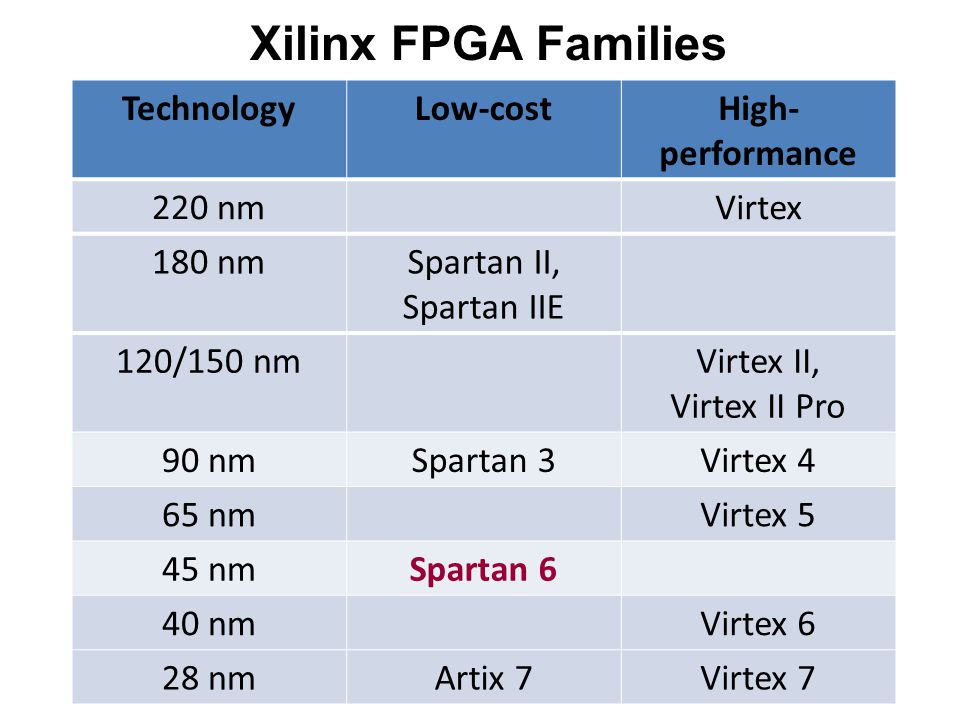 Xilinx FPGA Families
Technology Low-cost High-
performance
220 nm Virtex
180 nm Spartan II,
Spartan IIE
120/150 nm Virtex II,
Virtex II Pro
90 nm Spartan 3 Virtex 4
65 nm Virtex 5
45 nm Spartan 6
40 nm Virtex 6
28 nm Artix 7 Virtex 7